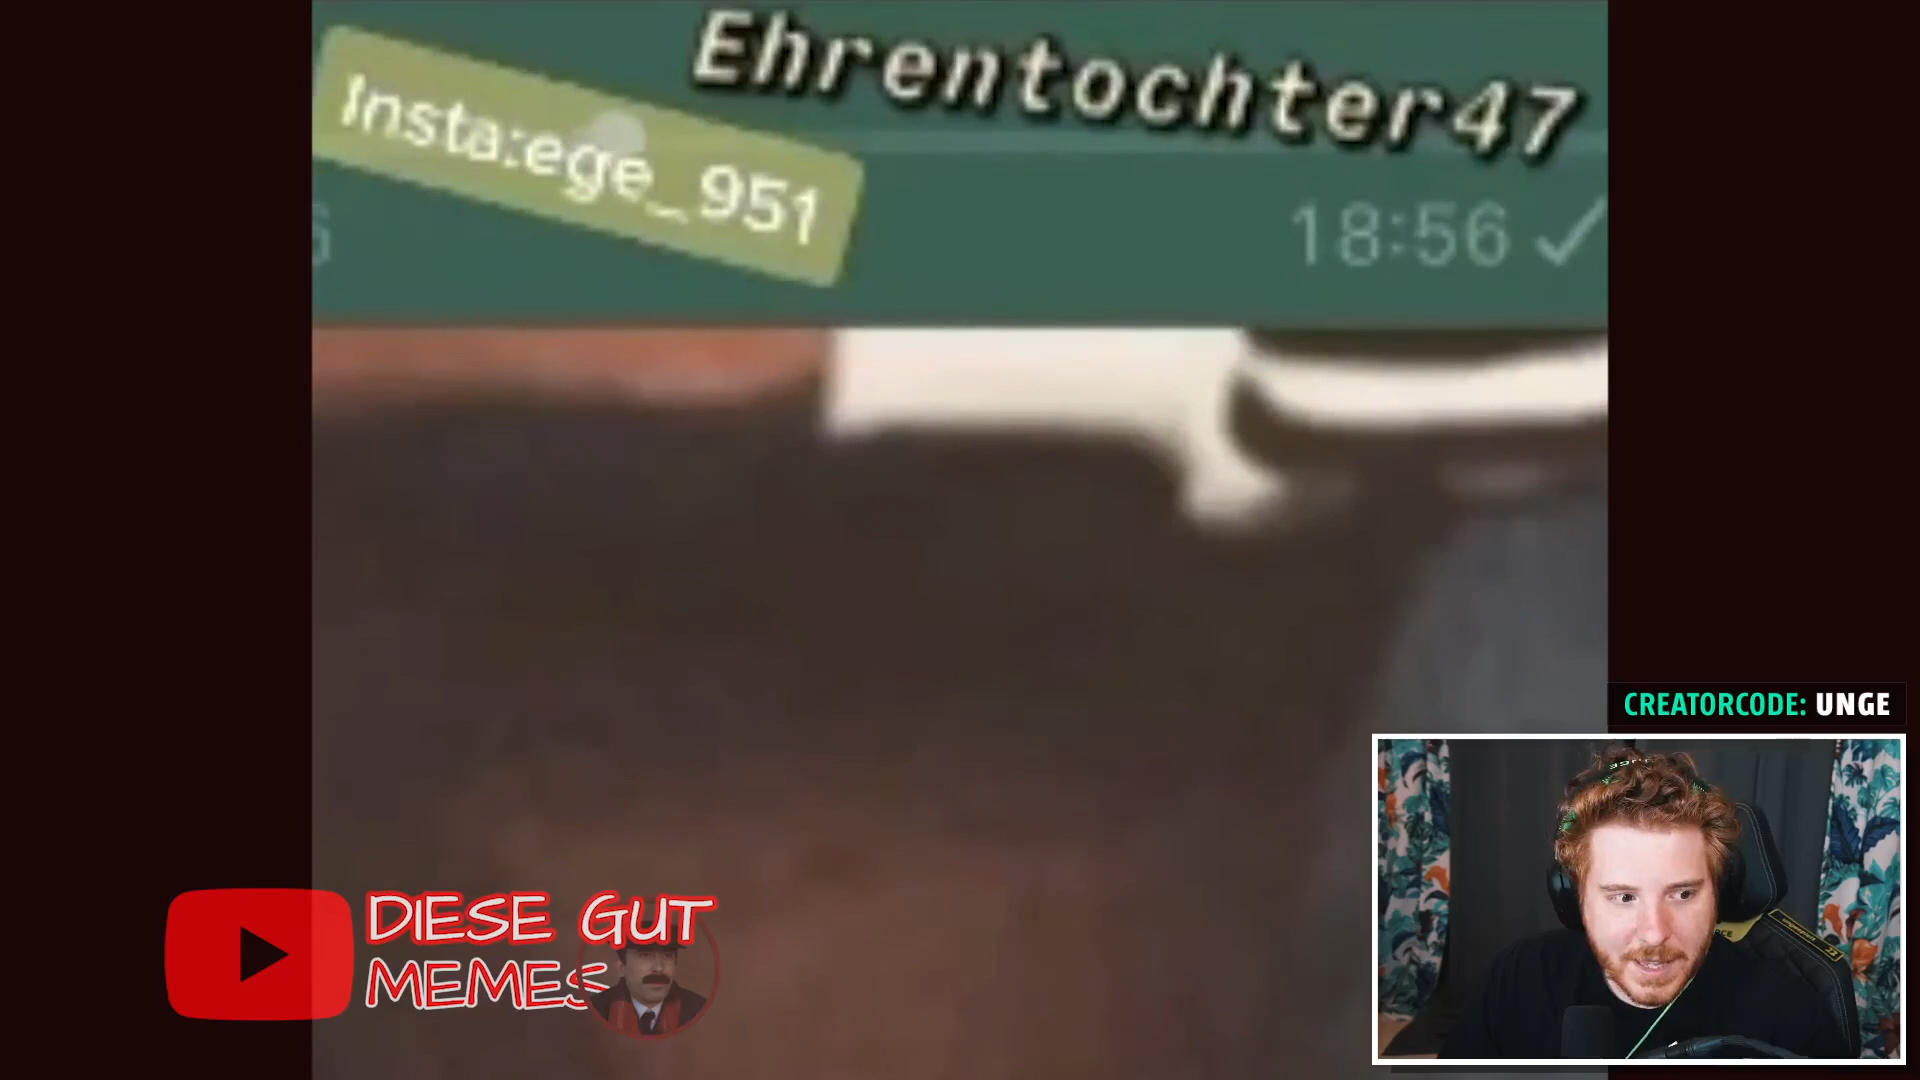 Ehrentochter47
Insta:ege_951
18:56
CREATORCODE: UNGE
DIESE GUT
MEMES